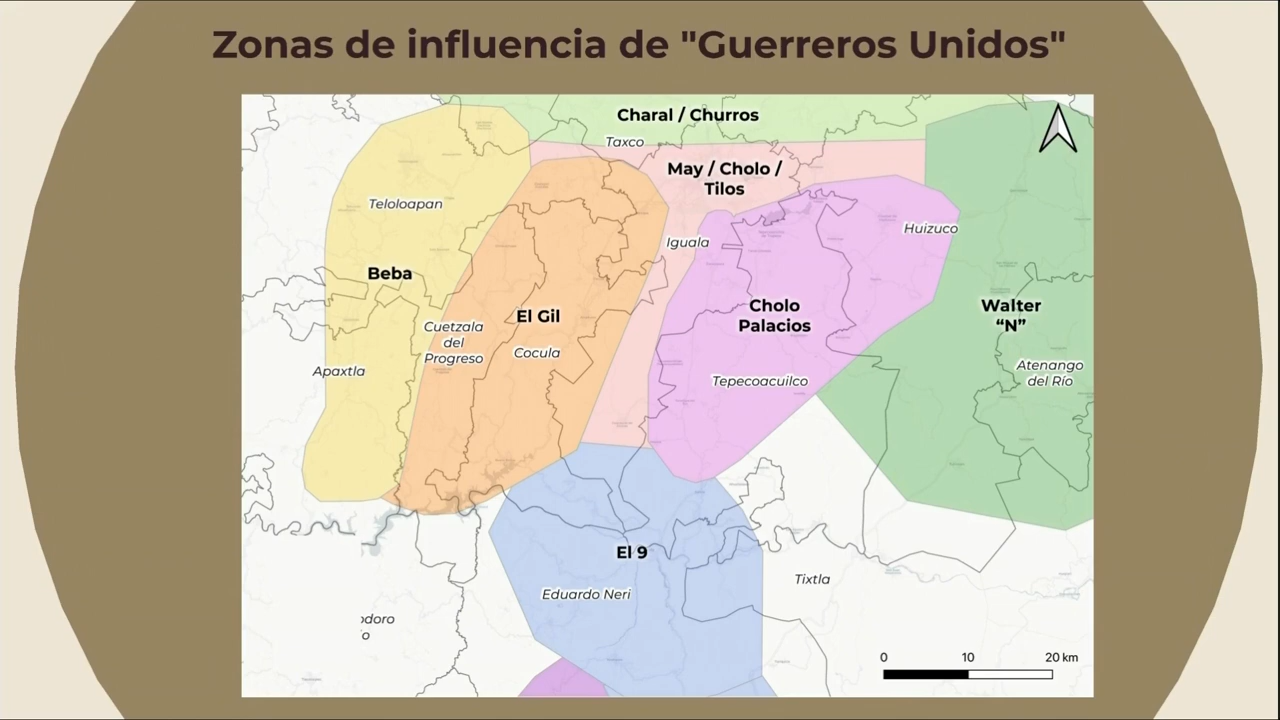 Zonas de influencia de "Guerreros Unidos"
Charal / Churros
Taxco
May / Cholo /
Tilos
Teloloapan
Iguala
Huizuco
Beba
El Gil
Cholo
Palacios
Walter
“N”
Cuetzala
del
Progreso
Cocula
Apaxtla
Tepecoacuilco
Atenango
del Río
El 9
Eduardo Neri
Tixtla
odoro
o
0 10 20 km